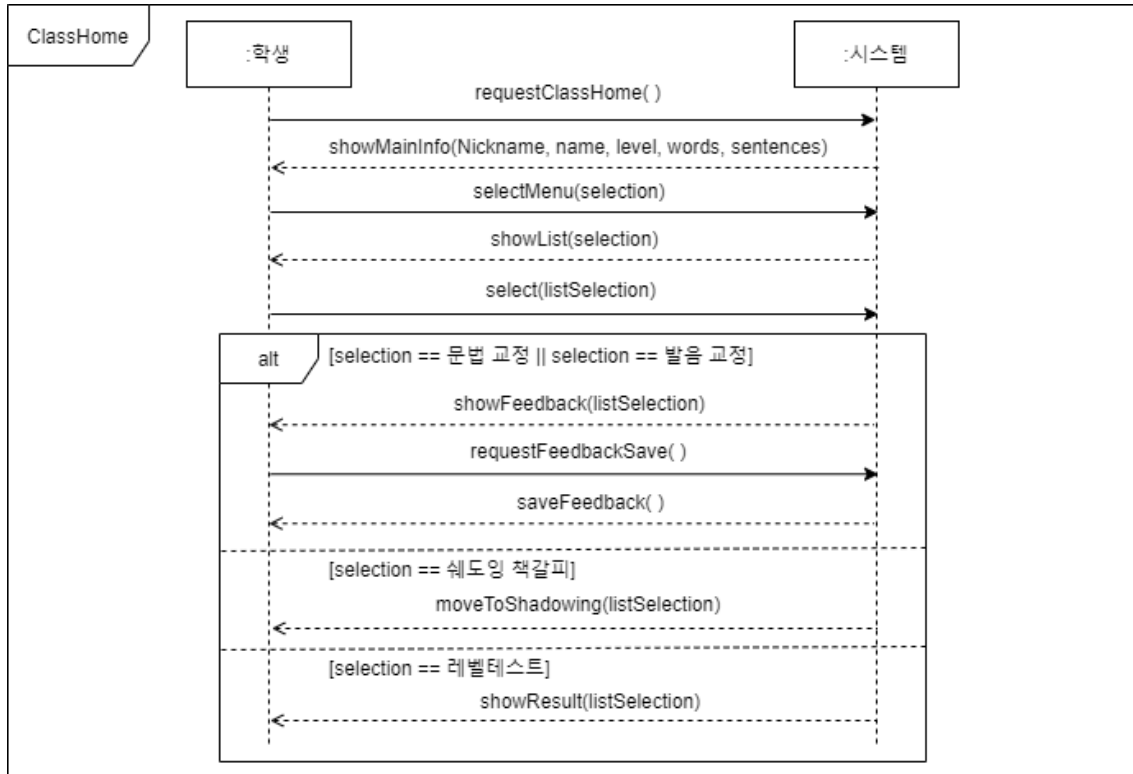 ClassHome
:학생
:시스템
requestClassHome( )
showMainInfo(Nickname, name, level, words, sentences)
selectMenu(selection)
showList(selection)
select(listSelection)
alt
[selection == 문법 교정 || selection == 발음 교정]
showFeedback(listSelection)
requestFeedbackSave( )
saveFeedback( )
[selection == 쉐도잉 책갈피]
moveToShadowing(listSelection)
[selection == 레벨테스트]
showResult(listSelection)